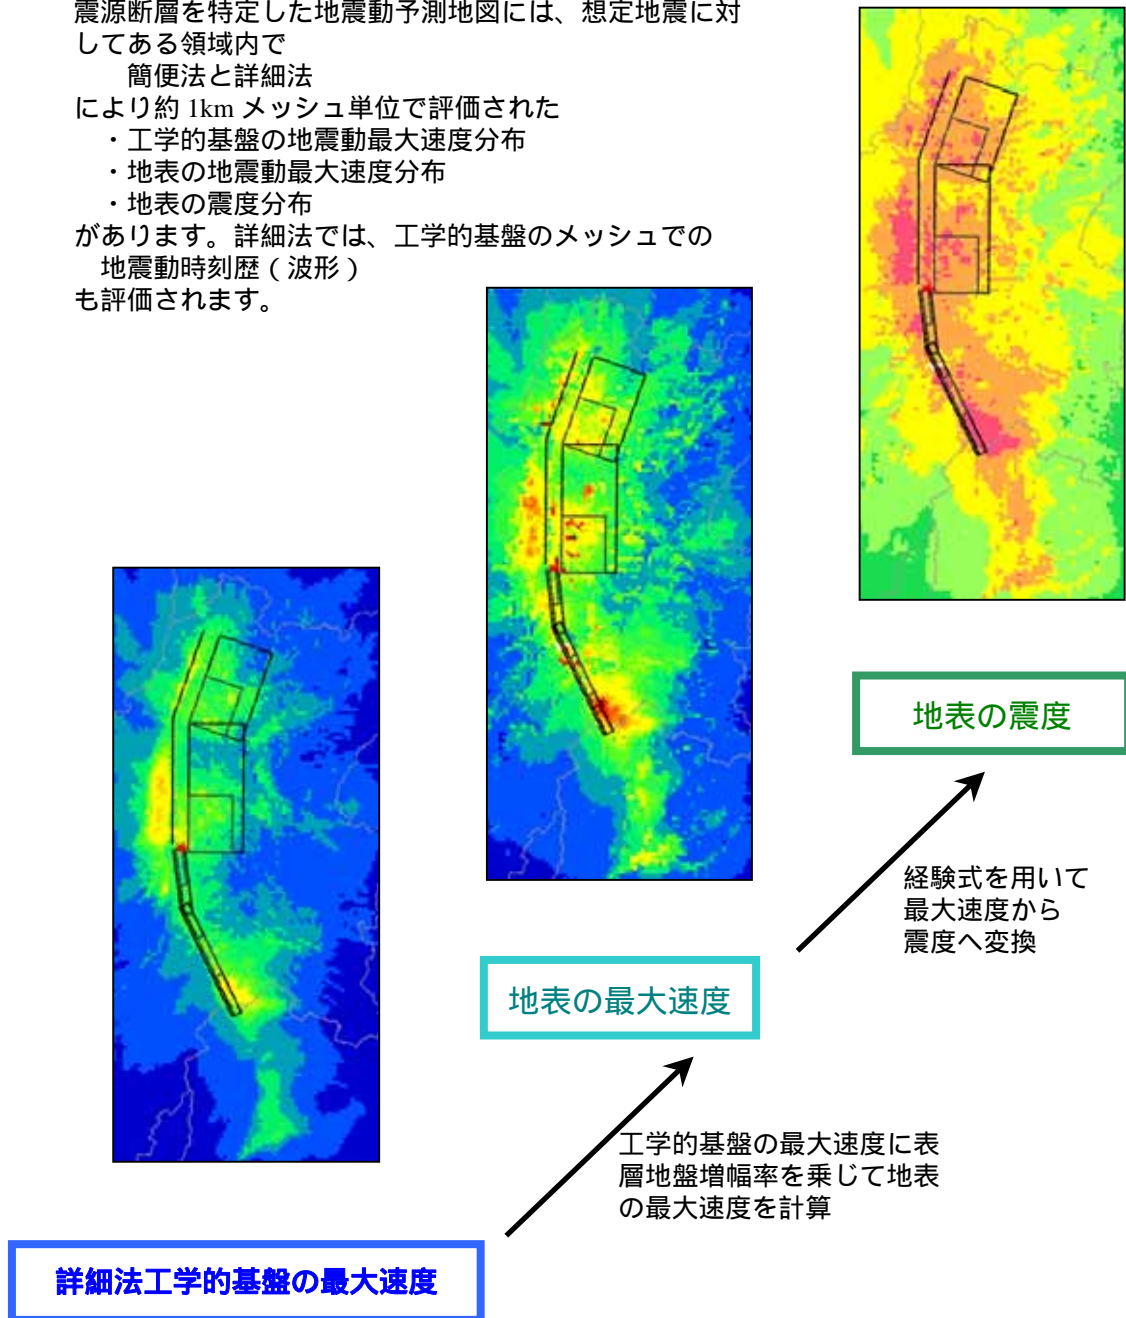 震源断層を特定した地震動予測地図には、想定地震に対
してある領域内で
簡便法と詳細法
により約 1km メッシュ単位で評価された
・工学的基盤の地震動最大速度分布
・地表の地震動最大速度分布
・地表の震度分布
があります。詳細法では、工学的基盤のメッシュでの
地震動時刻歴（波形）
も評価されます。
地表の震度
経験式を用いて
最大速度から
震度へ変換
地表の最大速度
工学的基盤の最大速度に表
層地盤増幅率を乗じて地表
の最大速度を計算
詳細法工学的基盤の最大速度